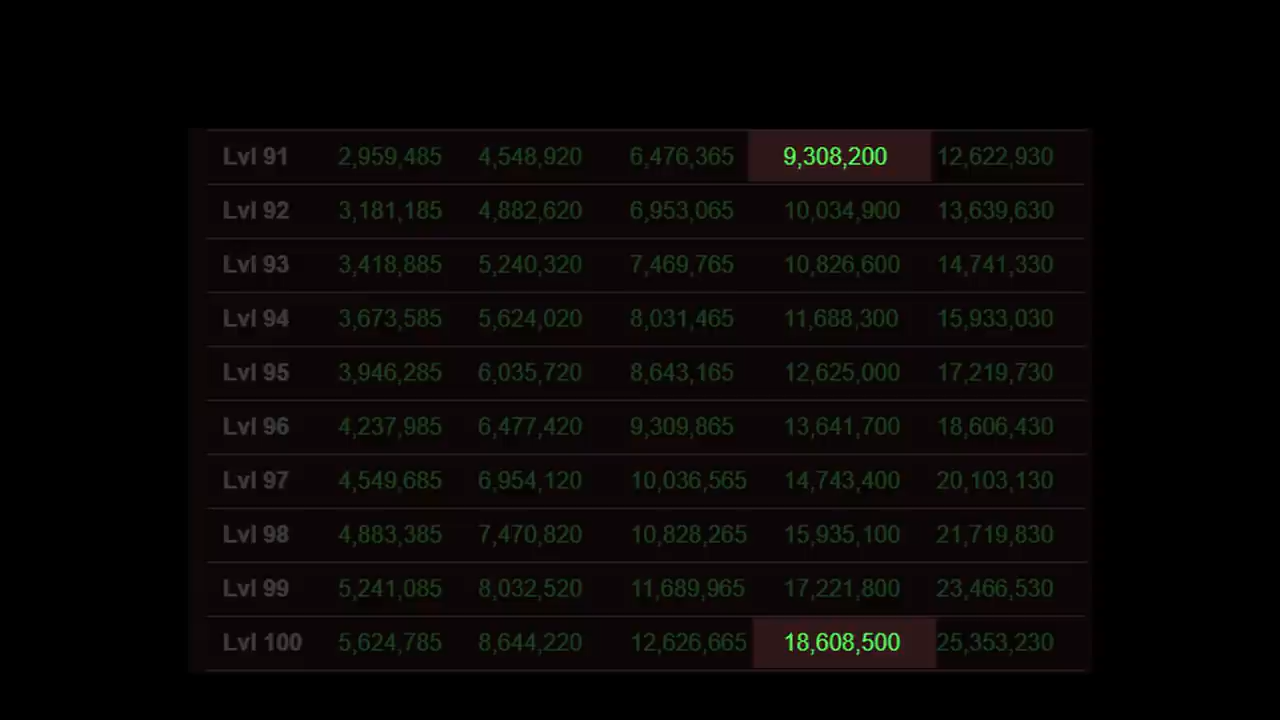 Lvl 91 2,959,485 4,548,920 6,476,365 9,308,200 12,622,930
Lvl 92 3,181,185 4,882,620 6,953,065 10,034,900 13,639,630
Lvl 93 3,418,885 5,240,320 7,469,765 10,826,600 14,741,330
Lvl 94 3,673,585 5,624,020 8,031,465 11,688,300 15,933,030
Lvl 95 3,946,285 6,035,720 8,643,165 12,625,000 17,219,730
Lvl 96 4,237,985 6,477,420 9,309,865 13,641,700 18,606,430
Lvl 97 4,549,685 6,954,120 10,036,565 14,743,400 20,103,130
Lvl 98 4,883,385 7,470,820 10,828,265 15,935,100 21,719,830
Lvl 99 5,241,085 8,032,520 11,689,965 17,221,800 23,466,530
Lvl 100 5,624,785 8,644,220 12,626,665 18,608,500 25,353,230